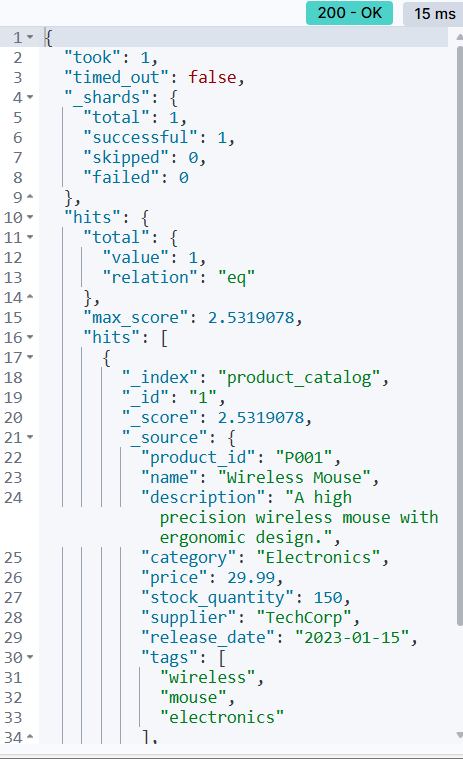 200 - OK 15 ms
1 {
2 "took": 1,
3 "timed_out": false,
4 "_shards": {
5 "total": 1,
6 "successful": 1,
7 "skipped": 0,
8 "failed": 0
9 },
10 "hits": {
11 "total": {
12 "value": 1,
13 "relation": "eq"
14 },
15 "max_score": 2.5319078,
16 "hits": [
17 {
18 "_index": "product_catalog",
19 "_id": "1",
20 "_score": 2.5319078,
21 "_source": {
22 "product_id": "P001",
23 "name": "Wireless Mouse",
24 "description": "A high
precision wireless mouse with
ergonomic design.",
25 "category": "Electronics",
26 "price": 29.99,
27 "stock_quantity": 150,
28 "supplier": "TechCorp",
29 "release_date": "2023-01-15",
30 "tags": [
31 "wireless",
32 "mouse",
33 "electronics"
34 ],